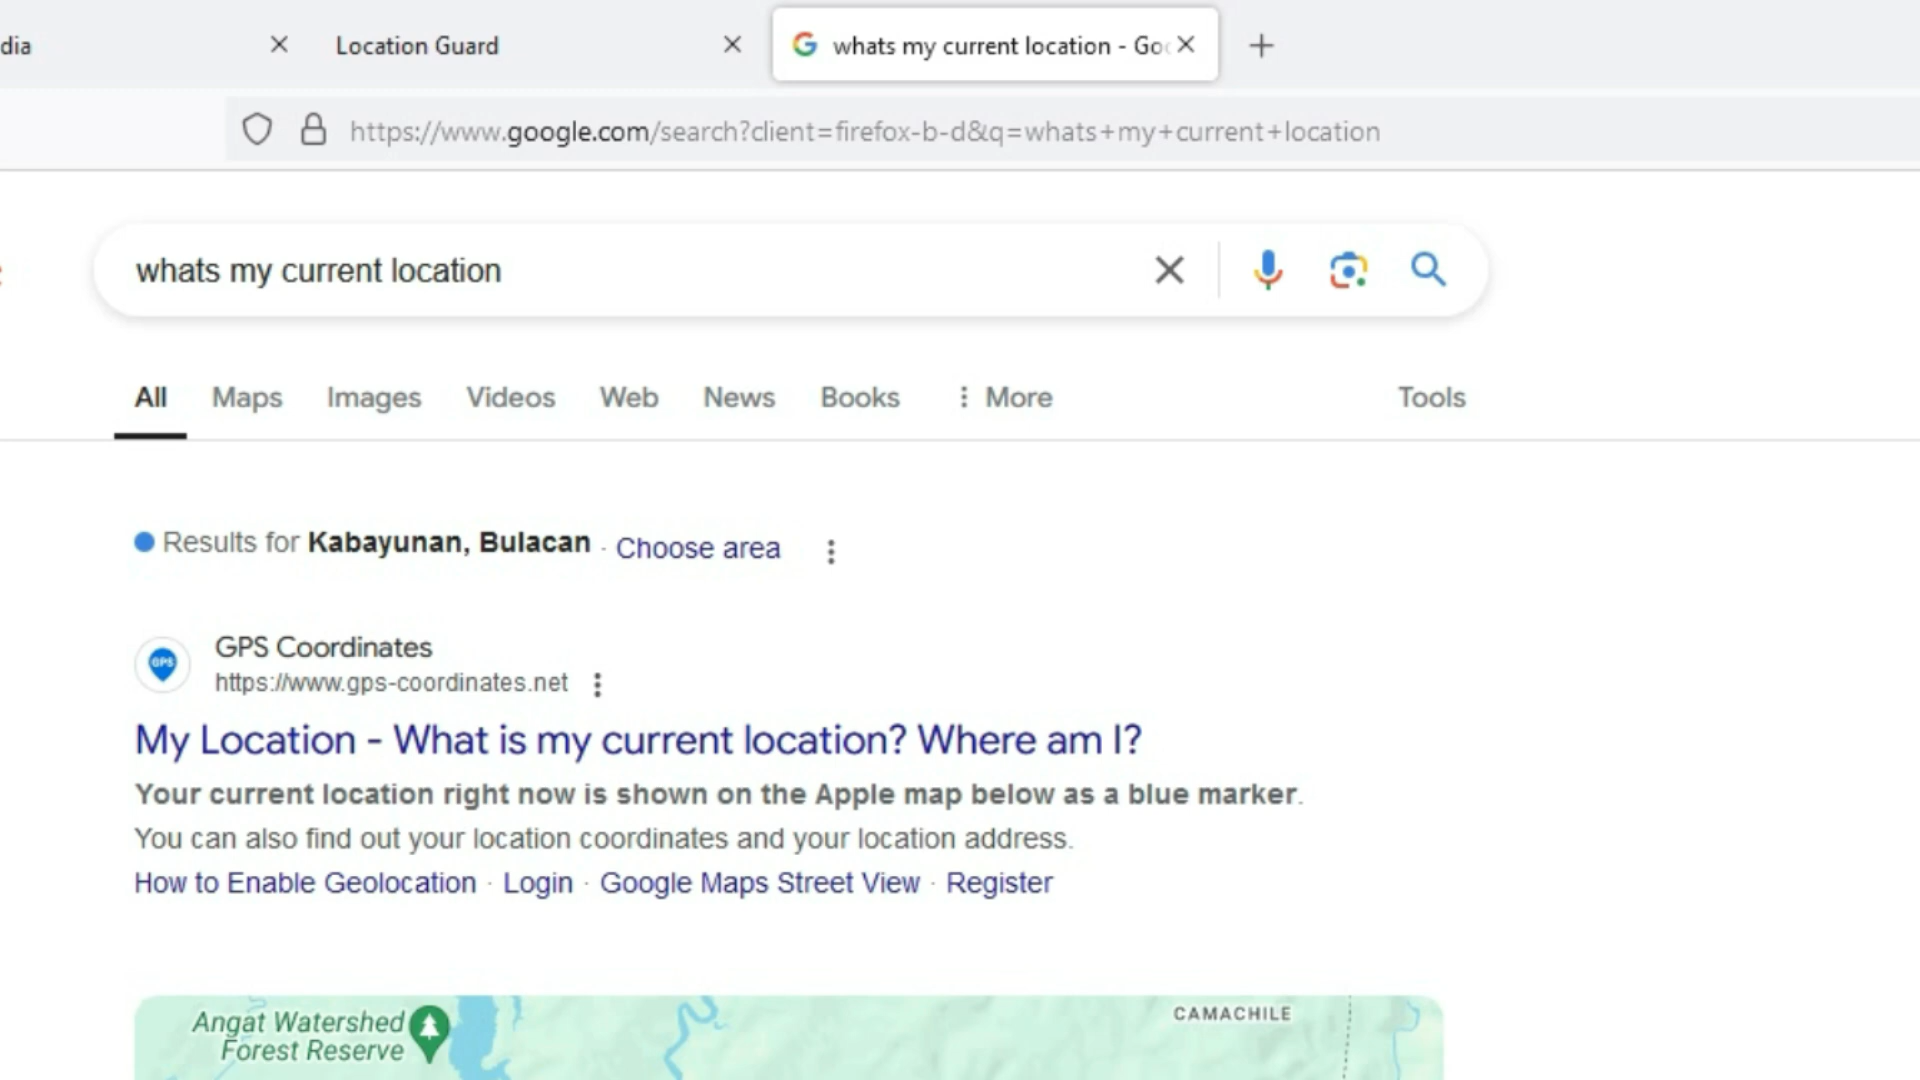 dia
Location Guard
whats my current location - Goo
https://www.google.com/search?client=firefox-b-d&q=whats+my+current+location
whats my current location
All Maps Images Videos Web News Books More Tools
Results for Kabayunan, Bulacan · Choose area
GPS Coordinates
GPS
https://www.gps-coordinates.net
My Location - What is my current location? Where am I?
Your current location right now is shown on the Apple map below as a blue marker.
You can also find out your location coordinates and your location address.
How to Enable Geolocation · Login · Google Maps Street View · Register
Angat Watershed
Forest Reserve
CAMACHILE